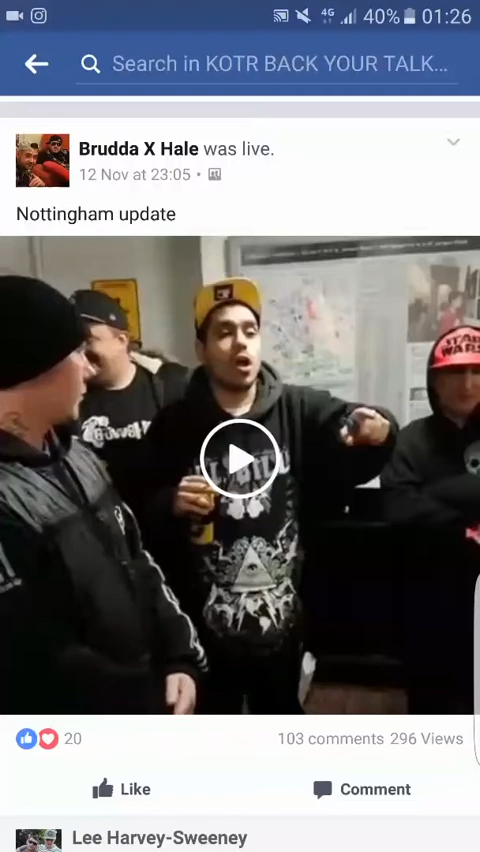 4G 40% 01:26
Search in KOTR BACK YOUR TALK...
Brudda X Hale was live.
12 Nov at 23:05 •
Nottingham update
STAR
WARS
20 103 comments 296 Views
Like Comment
Lee Harvey-Sweeney